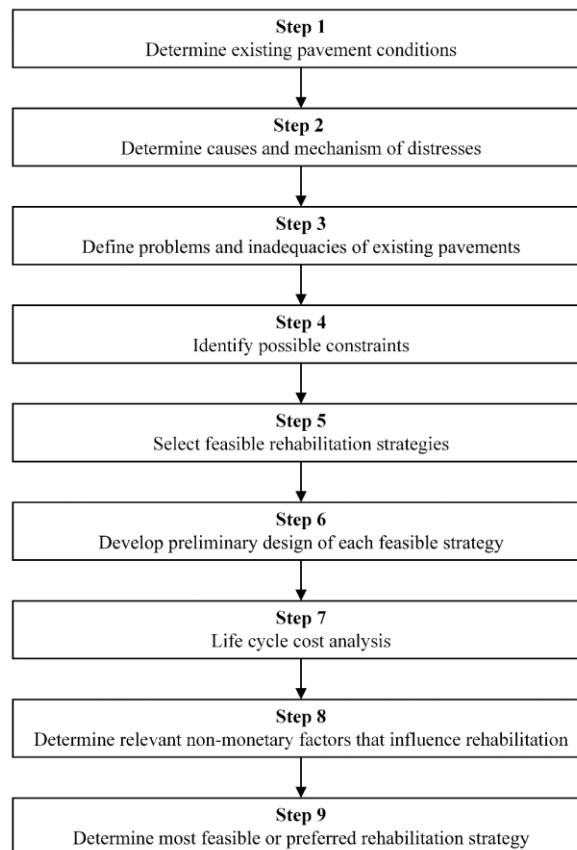 Step 1
Determine existing pavement conditions
Step 2
Determine causes and mechanism of distresses
Step 3
Define problems and inadequacies of existing pavements
Step 4
Identify possible constraints
Step 5
Select feasible rehabilitation strategies
Step 6
Develop preliminary design of each feasible strategy
Step 7
Life cycle cost analysis
Step 8
Determine relevant non-monetary factors that influence rehabilitation
Step 9
Determine most feasible or preferred rehabilitation strategy